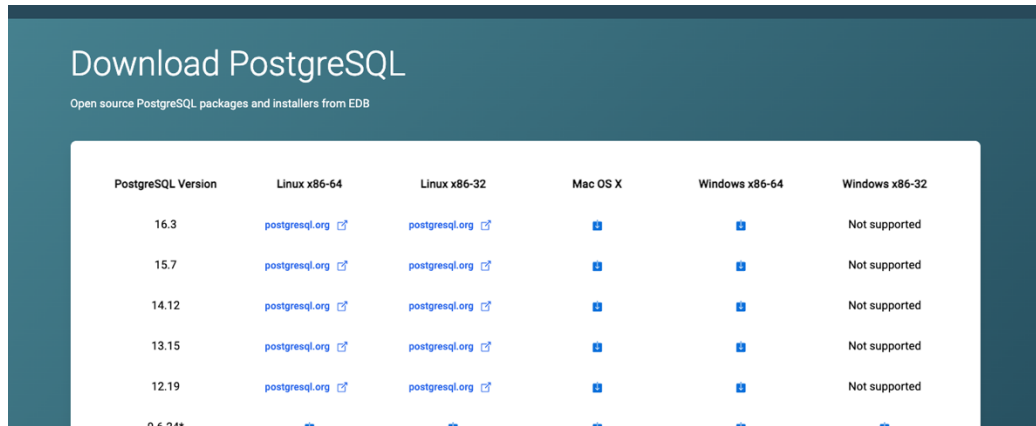 Download PostgreSQL
Open source PostgreSQL packages and installers from EDB
PostgreSQL Version Linux x86-64 Linux x86-32 Mac OS X Windows x86-64 Windows x86-32
16.3 postgresql.org postgresql.org Not supported
15.7 postgresql.org postgresql.org Not supported
14.12 postgresql.org postgresql.org Not supported
13.15 postgresql.org postgresql.org Not supported
12.19 postgresql.org postgresql.org Not supported